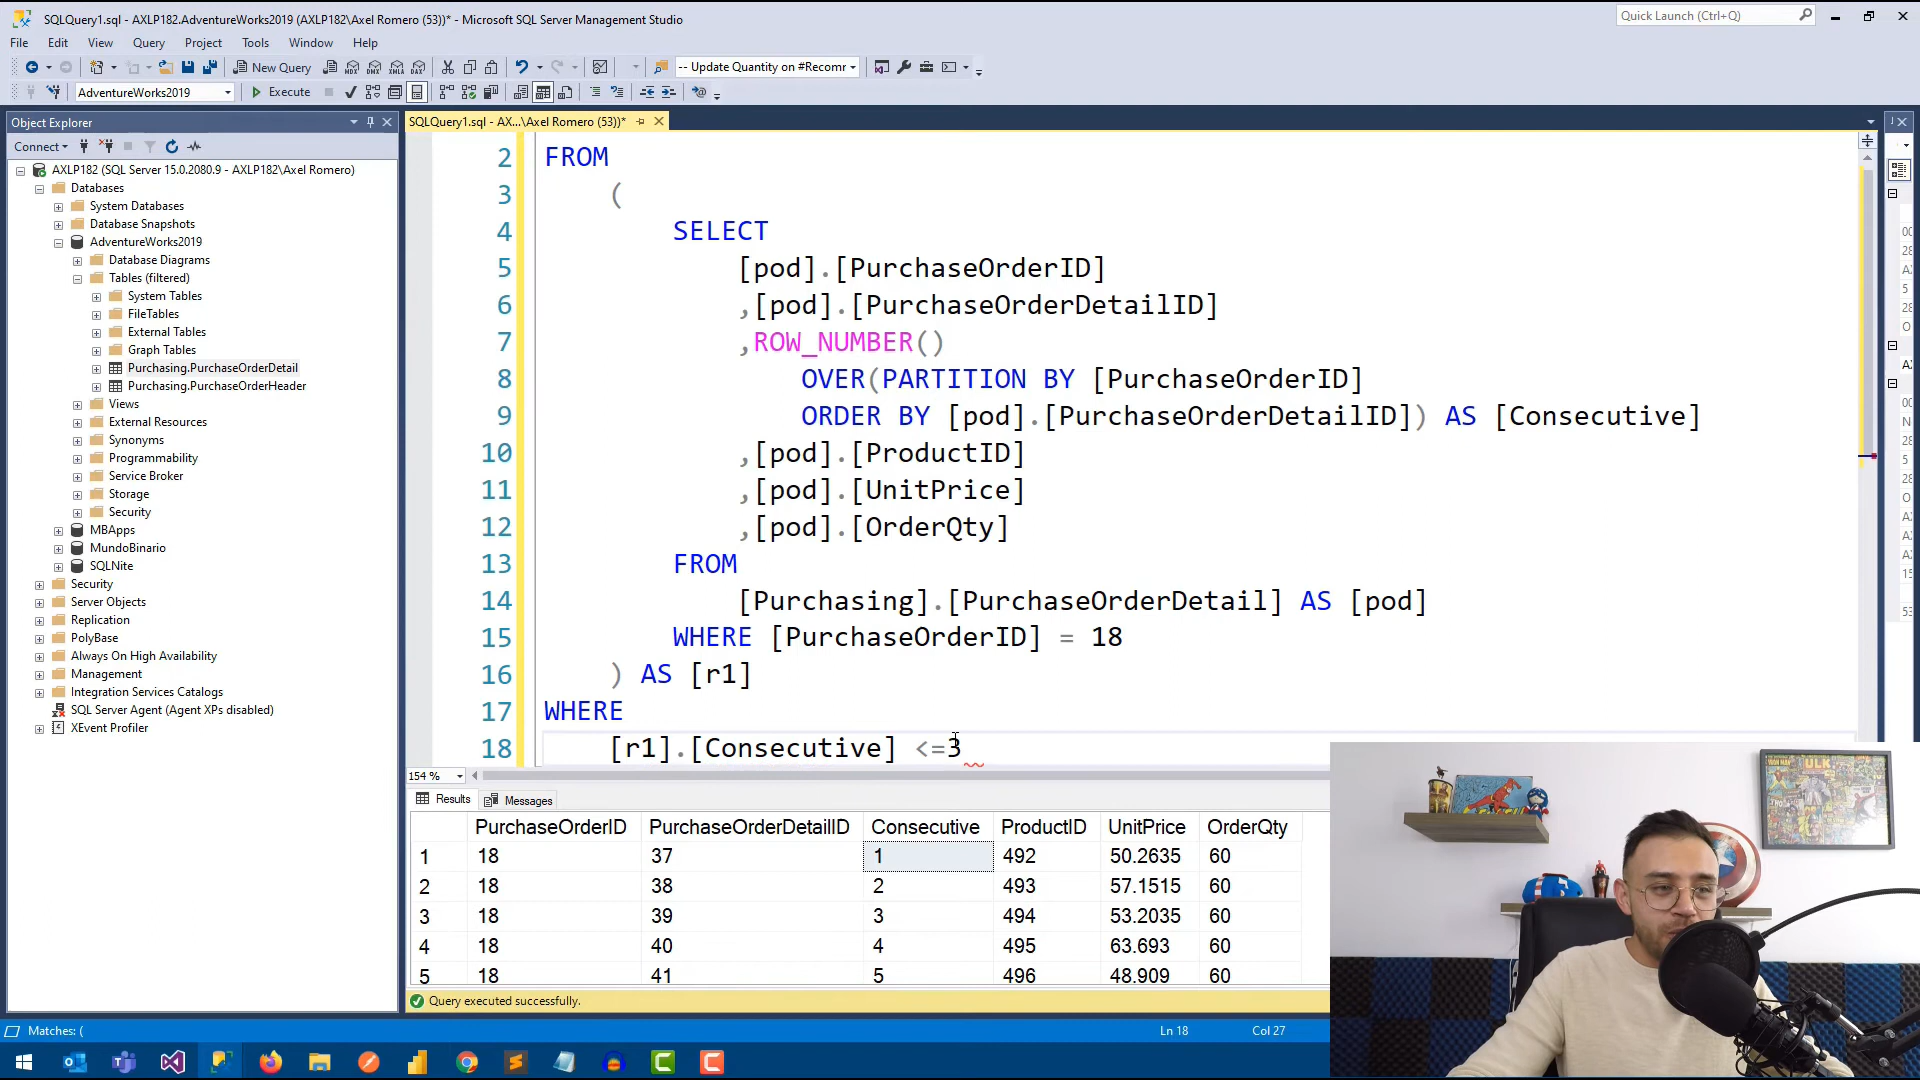 SQLQuery1.sql - AXLP182.AdventureWorks2019 (AXLP182\Axel Romero (53))* - Microsoft SQL Server Management Studio
Quick Launch (Ctrl+Q)
File Edit View Query Project Tools Window Help
New Query
-- Update Quantity on #Recomr
AdventureWorks2019
Execute
Object Explorer
SQLQuery1.sql - AX...\Axel Romero (53))*
Connect
AXLP182 (SQL Server 15.0.2080.9 - AXLP182\Axel Romero)
Databases
System Databases
Database Snapshots
AdventureWorks2019
Database Diagrams
Tables (filtered)
System Tables
FileTables
External Tables
Graph Tables
Purchasing.PurchaseOrderDetail
Purchasing.PurchaseOrderHeader
Views
External Resources
Synonyms
Programmability
Service Broker
Storage
Security
MBApps
MundoBinario
SQLNite
Security
Server Objects
Replication
PolyBase
Always On High Availability
Management
Integration Services Catalogs
SQL Server Agent (Agent XPs disabled)
XEvent Profiler
2 FROM
3 (
4 SELECT
5 [pod].[PurchaseOrderID]
6 ,[pod].[PurchaseOrderDetailID]
7 ,ROW_NUMBER()
8 OVER(PARTITION BY [PurchaseOrderID]
9 ORDER BY [pod].[PurchaseOrderDetailID]) AS [Consecutive]
10 ,[pod].[ProductID]
11 ,[pod].[UnitPrice]
12 ,[pod].[OrderQty]
13 FROM
14 [Purchasing].[PurchaseOrderDetail] AS [pod]
15 WHERE [PurchaseOrderID] = 18
16 ) AS [r1]
17 WHERE
18 [r1].[Consecutive] <=3
154 %
Results Messages
PurchaseOrderID PurchaseOrderDetailID Consecutive ProductID UnitPrice OrderQty
1 18 37 1 492 50.2635 60
2 18 38 2 493 57.1515 60
3 18 39 3 494 53.2035 60
4 18 40 4 495 63.693 60
5 18 41 5 496 48.909 60
Query executed successfully.
Matches: (
Ln 18 Col 27